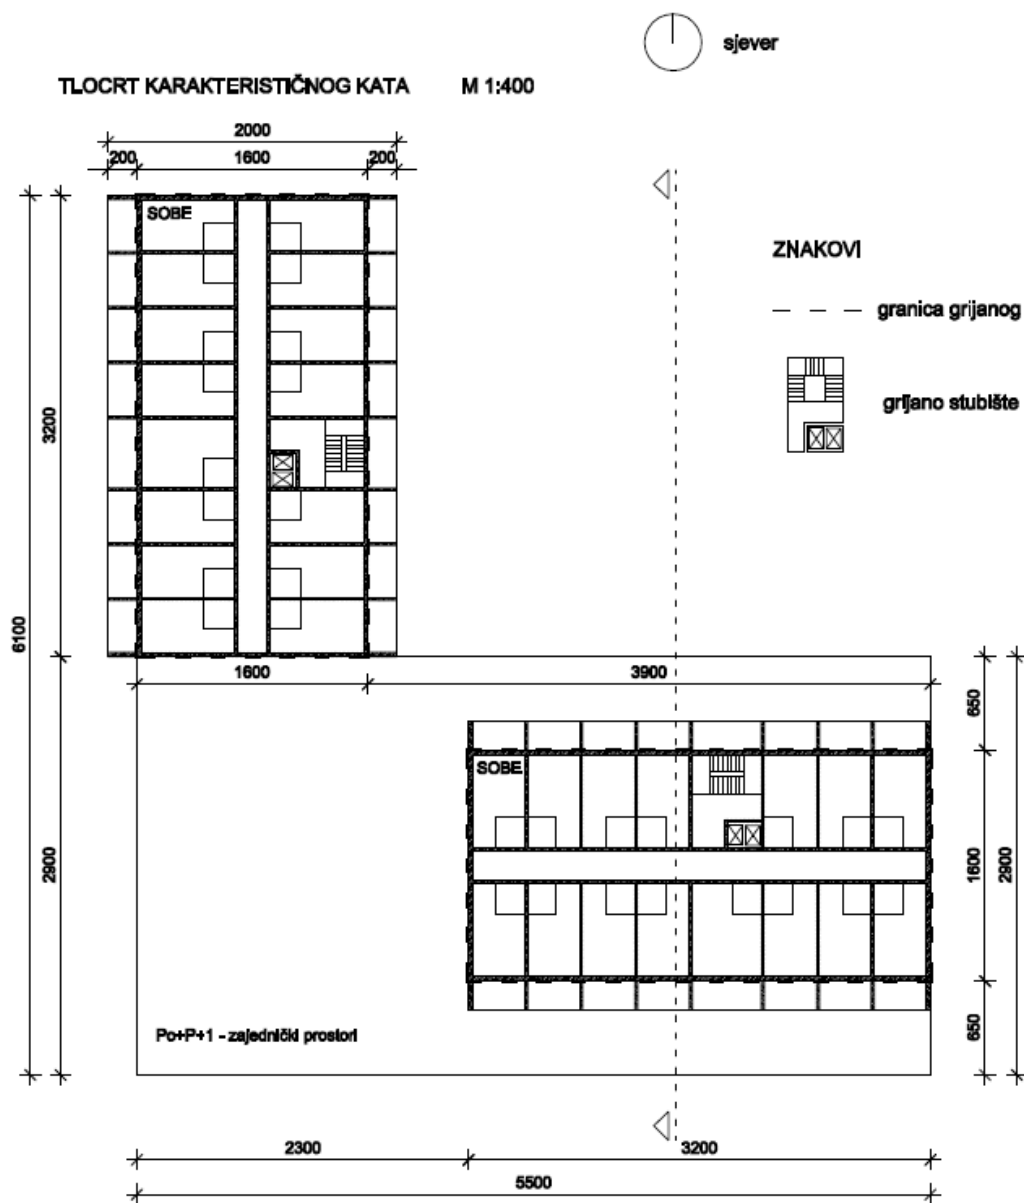 sjever
TLOCRT KARAKTERISTIČNOG KATA M 1:400
2000
200 1600 200
SOBE
ZNAKOVI
granica grijanog
grijano stubište
3200
6100
1600 3900
650
SOBE
2900
1600
2900
650
Po+P+1 - zajednički prostori
2300 3200
5500